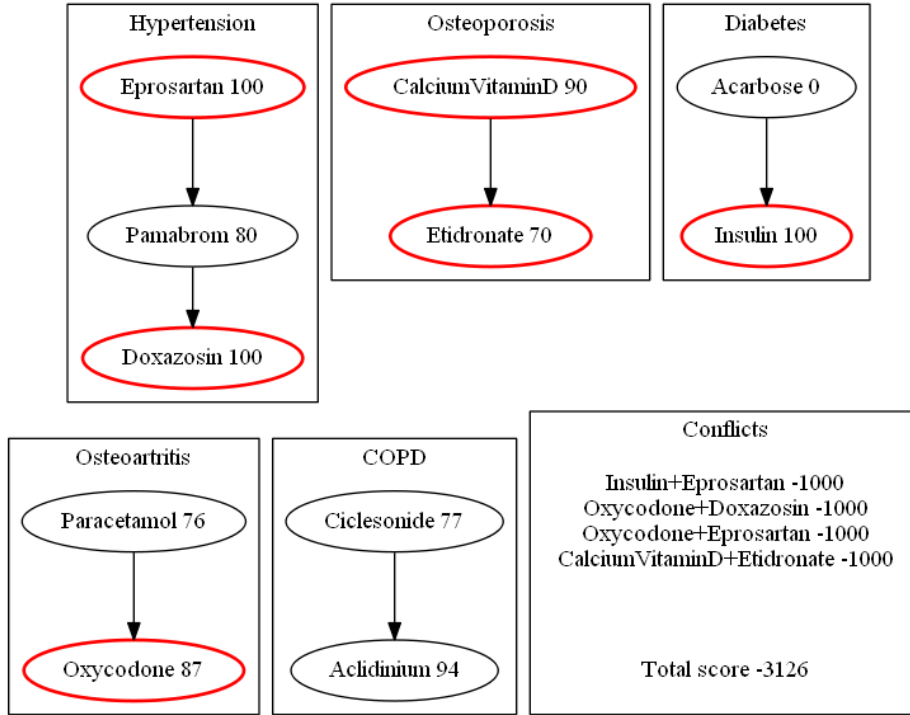 Hypertension
Eprosartan 100
Pamabrom 80
Doxazosin 100
Osteoporosis
CalciumVitaminD 90
Etidronate 70
Diabetes
Acarbose 0
Insulin 100
Osteoartritis
Paracetamol 76
Oxycodone 87
COPD
Ciclesonide 77
Aclidinium 94
Conflicts
Insulin+Eprosartan -1000
Oxycodone+Doxazosin -1000
Oxycodone+Eprosartan -1000
CalciumVitaminD+Etidronate -1000
Total score -3126